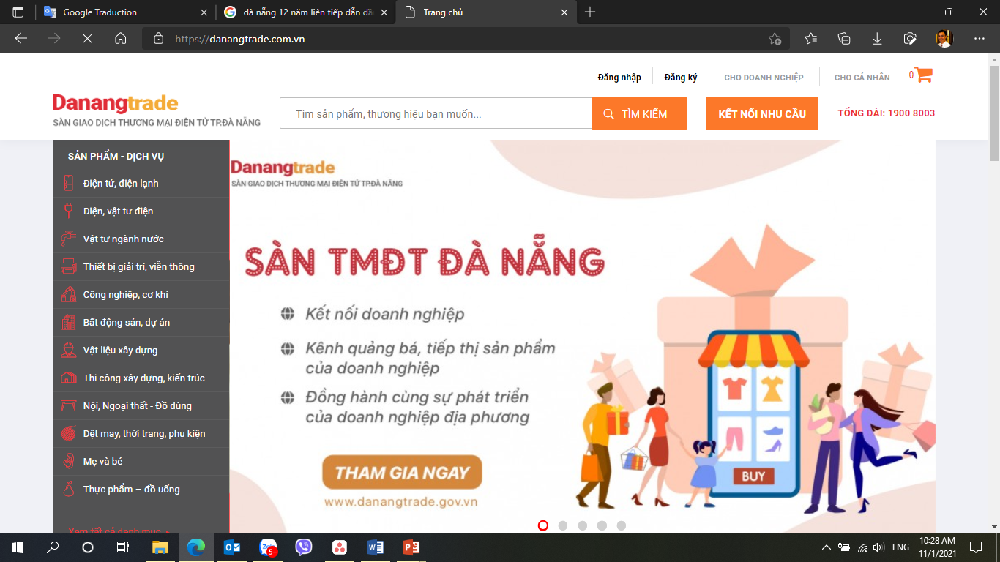 Google Traduction
đà nẵng 12 năm liên tiếp dẫn đầ
Trang chủ
https://danangtrade.com.vn
Đăng nhập
Đăng ký
CHO DOANH NGHIỆP
CHO CÁ NHÂN
0
Danangtrade
SÀN GIAO DỊCH THƯƠNG MẠI ĐIỆN TỬ TP.ĐÀ NẴNG
Tìm sản phẩm, thương hiệu bạn muốn...
TÌM KIẾM
KẾT NỐI NHU CẦU
TỔNG ĐÀI: 1900 8003
SẢN PHẨM - DỊCH VỤ
Điện tử, điện lạnh
Điện, vật tư điện
Vật tư ngành nước
Thiết bị giải trí, viễn thông
Công nghiệp, cơ khí
Bất động sản, dự án
Vật liệu xây dựng
Thi công xây dựng, kiến trúc
Nội, Ngoại thất - Đồ dùng
Dệt may, thời trang, phụ kiện
Mẹ và bé
Thực phẩm – đồ uống
Xem tất cả danh mục
Danangtrade
SÀN GIAO DỊCH THƯƠNG MẠI ĐIỆN TỬ TP.ĐÀ NẴNG
SÀN TMĐT ĐÀ NẴNG
Kết nối doanh nghiệp
Kênh quảng bá, tiếp thị sản phẩm
của doanh nghiệp
Đồng hành cùng sự phát triển
của doanh nghiệp địa phương
THAM GIA NGAY
www.danangtrade.gov.vn
BUY
5+
ENG
10:28 AM
11/1/2021